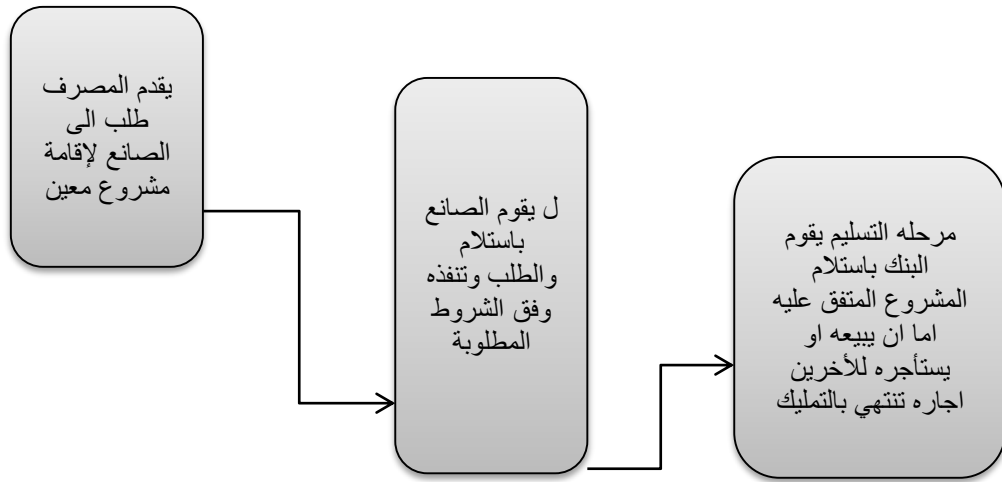 يقدم المصرف
طلب الى
الصانع لإقامة
مشروع معين
ل يقوم الصانع
باستلام
والطلب وتنفذه
وفق الشروط
المطلوبة
مرحله التسليم يقوم
البنك باستلام
المشروع المتفق عليه
اما ان يبيعه او
يستأجره للأخرين
اجاره تنتهي بالتمليك